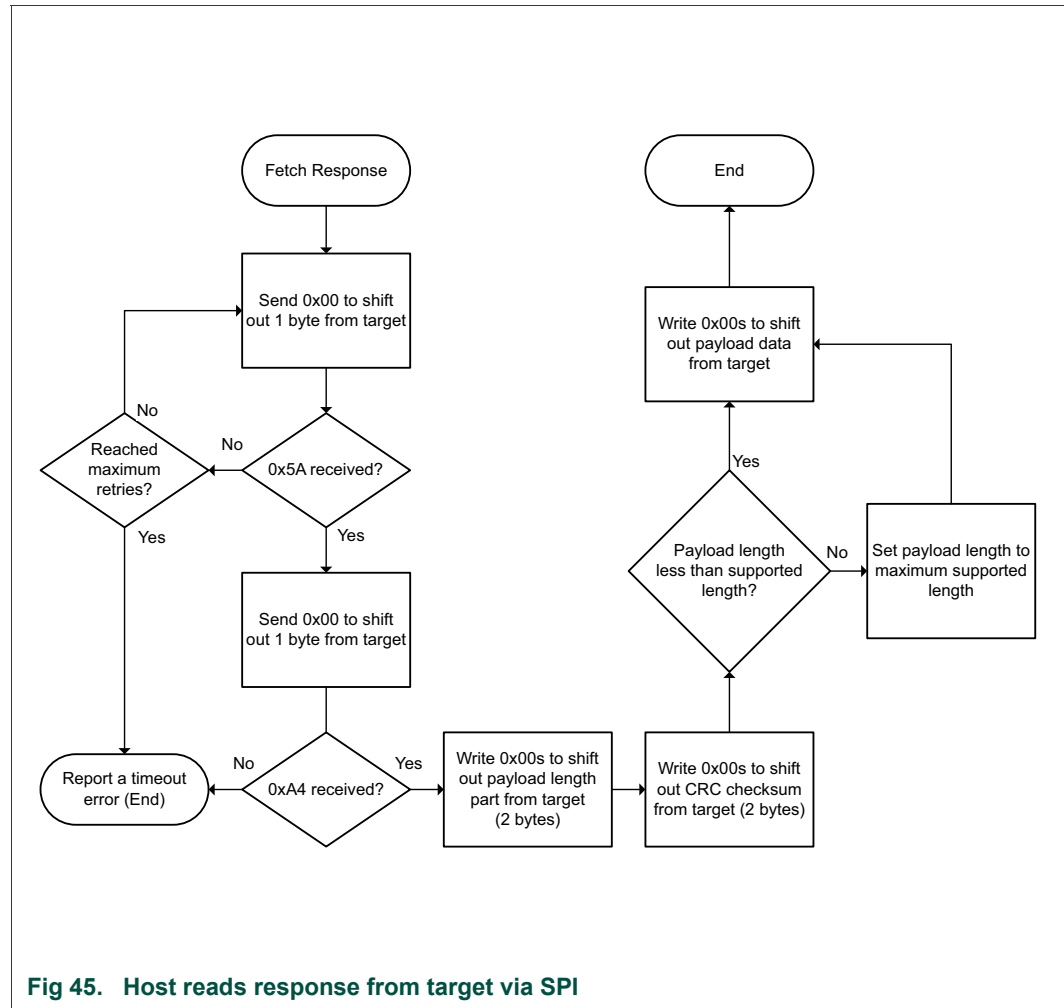 Fetch Response
Send 0x00 to shift
out 1 byte from target
No
Reached
maximum
retries?
No
0x5A received?
Yes
Yes
Send 0x00 to shift
out 1 byte from target
Report a timeout
error (End)
No
0xA4 received?
Yes
Write 0x00s to shift
out payload length
part from target
(2 bytes)
Write 0x00s to shift
out CRC checksum
from target (2 bytes)
Payload length
less than supported
length?
No
Set payload length to
maximum supported
length
Yes
Write 0x00s to shift
out payload data
from target
End
Fig 45. Host reads response from target via SPI